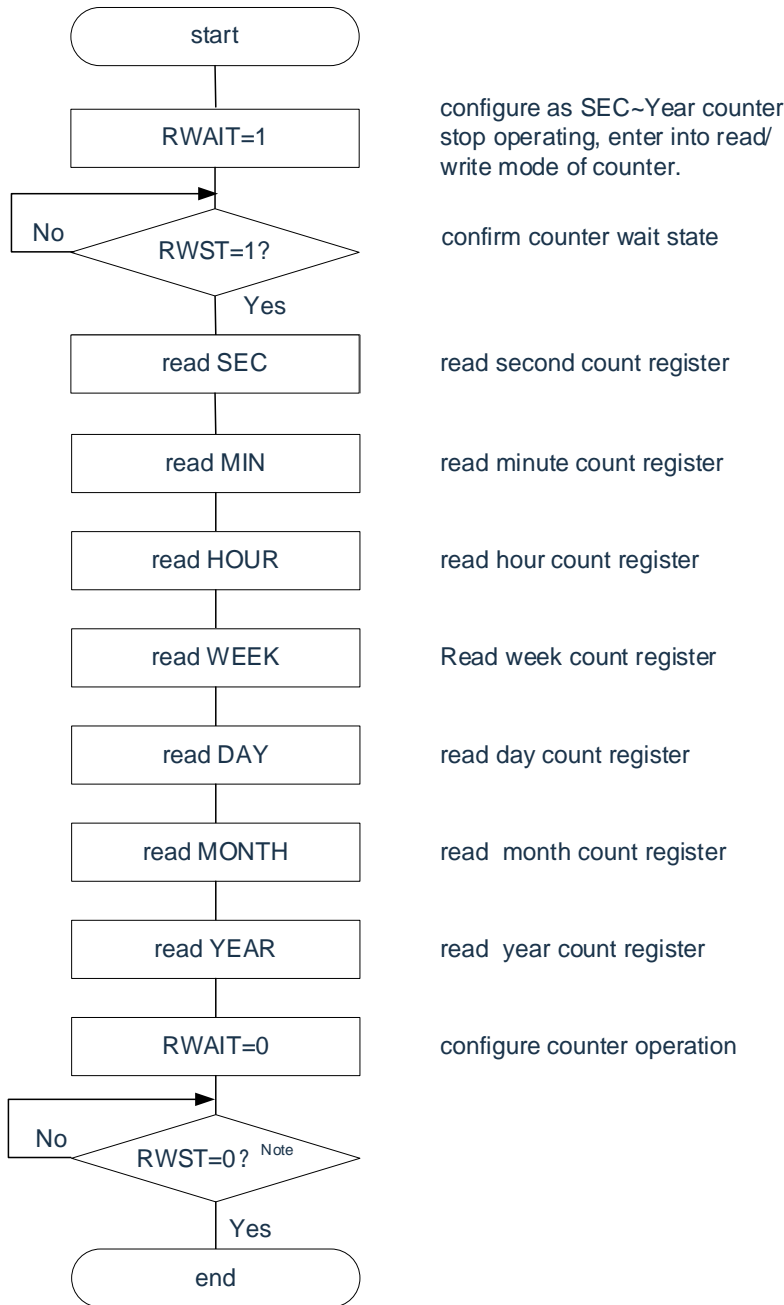 start
RWAIT=1
configure as SEC~Year counter
stop operating, enter into read/
write mode of counter.
No
RWST=1?
confirm counter wait state
Yes
read SEC
read second count register
read MIN
read minute count register
read HOUR
read hour count register
read WEEK
Read week count register
read DAY
read day count register
read MONTH
read  month count register
read YEAR
read  year count register
RWAIT=0
configure counter operation
No
RWST=0? Note
Yes
end